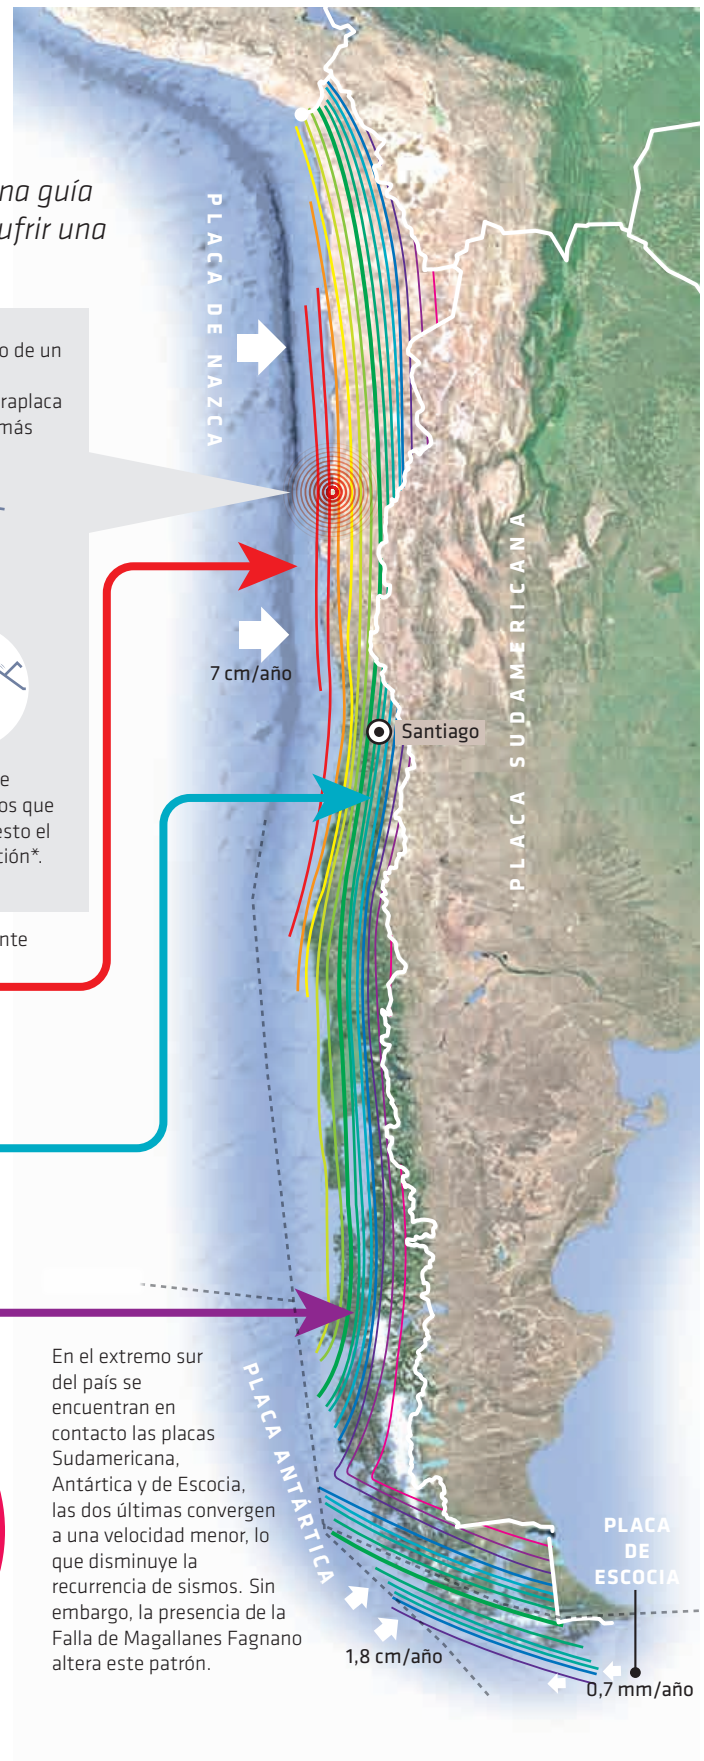 na guía
ufrir una
o de un
raplaca
más
e
os que
esto el
ción*.
nte
PLACA DE NAZCA
7 cm/año
Santiago
PLACA SUDAMERICANA
En el extremo sur
del país se
encuentran en
contacto las placas
Sudamericana,
Antártica y de Escocia,
las dos últimas convergen
a una velocidad menor, lo
que disminuye la
recurrencia de sismos. Sin
embargo, la presencia de la
Falla de Magallanes Fagnano
altera este patrón.
PLACA ANTÁRTICA
1,8 cm/año
PLACA
DE
ESCOCIA
0,7 mm/año